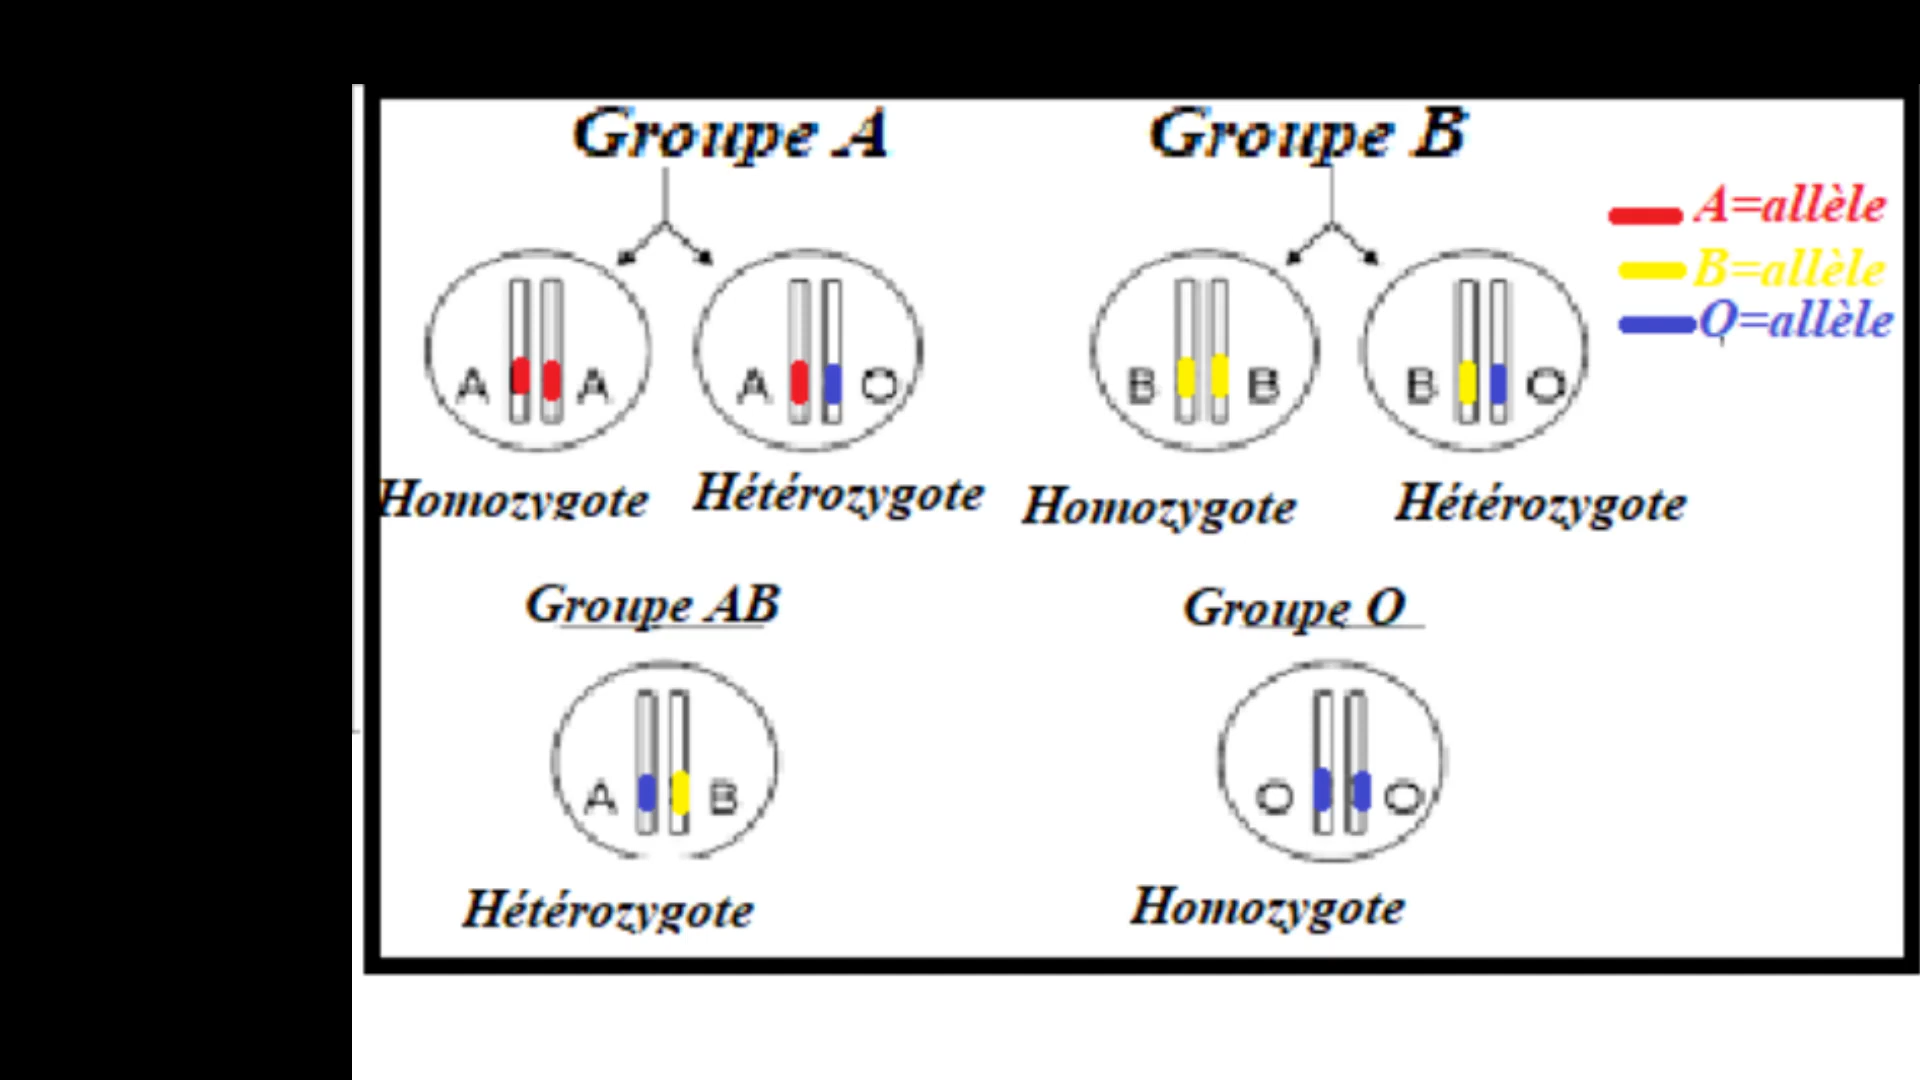 Groupe A
Groupe B
A=allèle
B=allèle
O=allèle
A A
A O
B B
B O
Homozygote
Hétérozygote
Homozygote
Hétérozygote
Groupe AB
Groupe O
A B
O O
Hétérozygote
Homozygote